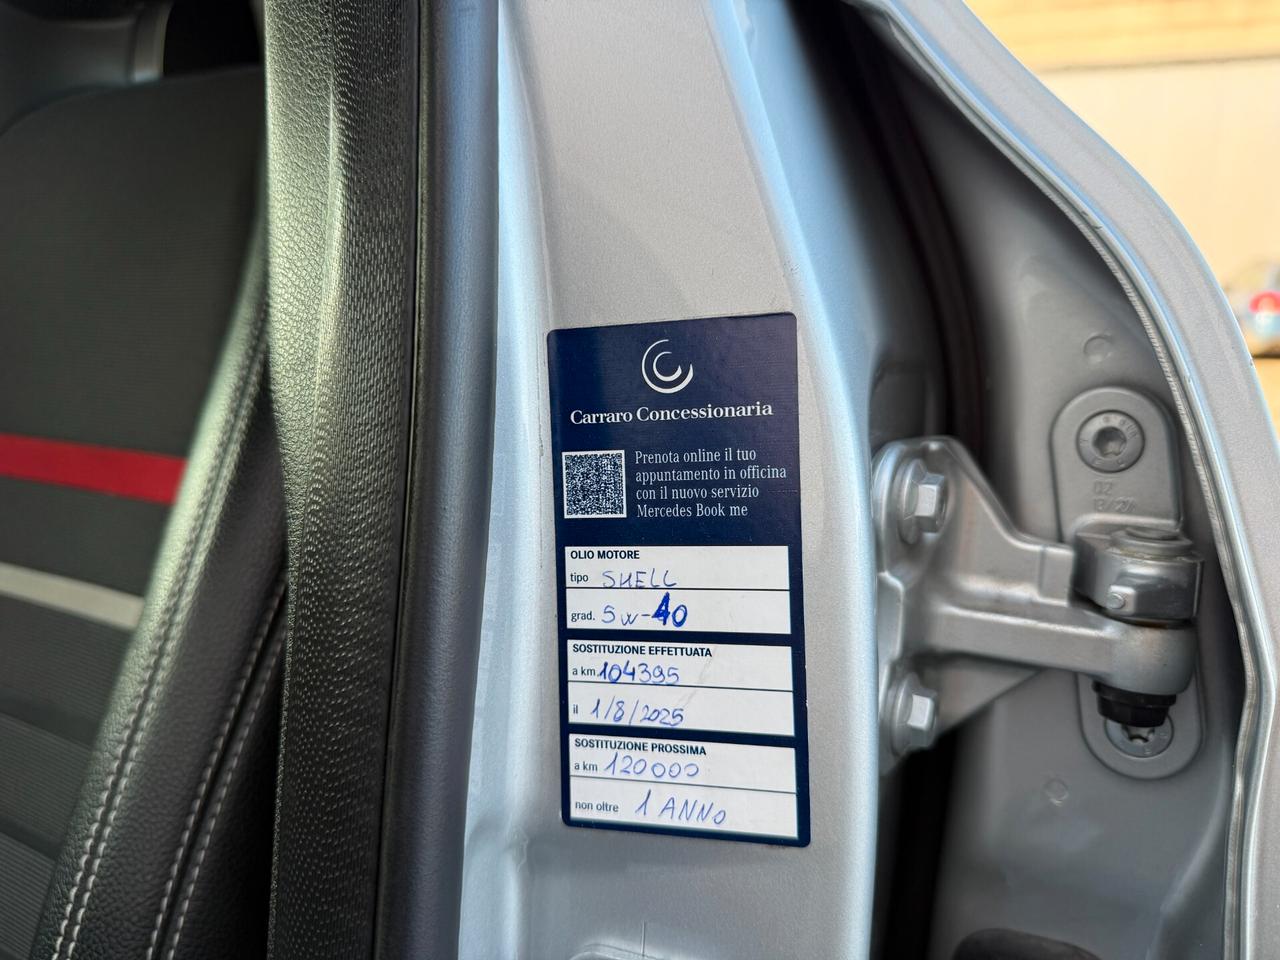 Carraro Concessionaria
Prenota online il tuo
appuntamento in officina
con il nuovo servizio
Mercedes Book me
OLIO MOTORE
tipo SHELL
grad. 5w-40
SOSTITUZIONE EFFETTUATA
a km 104395
il 1/8/2025
SOSTITUZIONE PROSSIMA
a km 120000
non oltre 1 ANNO